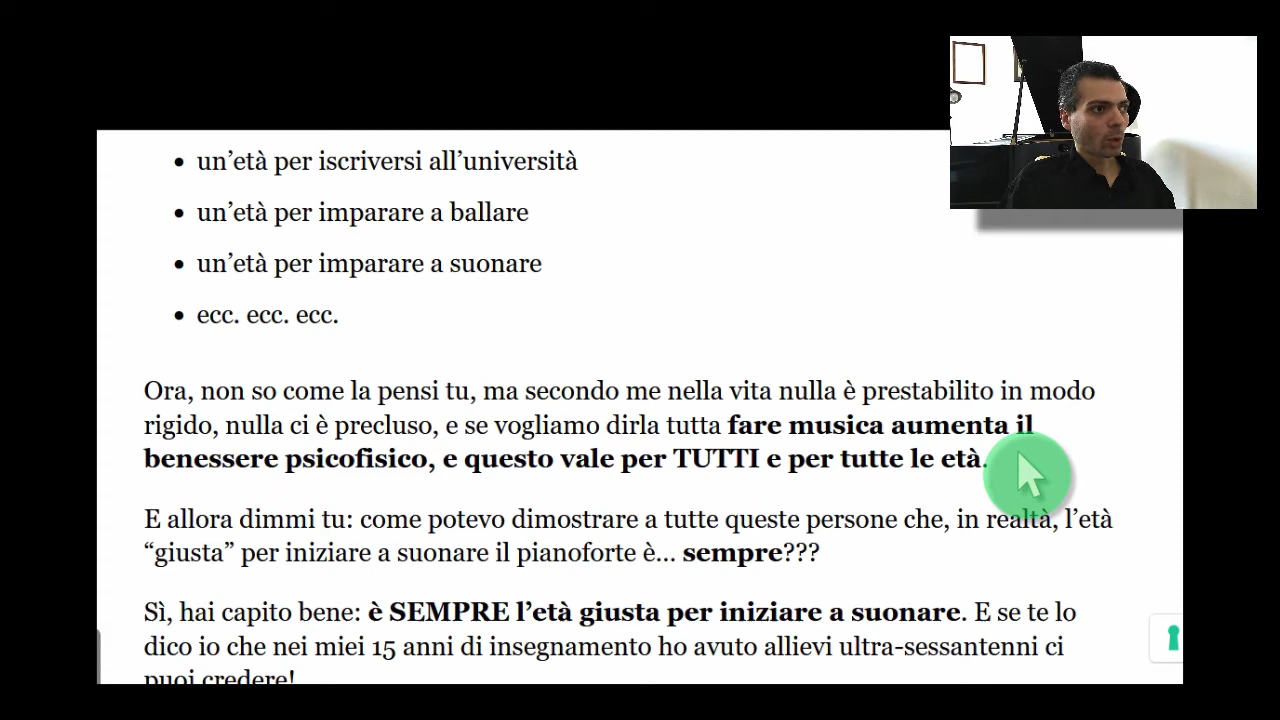 • un’età per iscriversi all’università
• un’età per imparare a ballare
• un’età per imparare a suonare
• ecc. ecc. ecc.
Ora, non so come la pensi tu, ma secondo me nella vita nulla è prestabilito in modo
rigido, nulla ci è precluso, e se vogliamo dirla tutta fare musica aumenta il
benessere psicofisico, e questo vale per TUTTI e per tutte le età.
E allora dimmi tu: come potevo dimostrare a tutte queste persone che, in realtà, l’età
“giusta” per iniziare a suonare il pianoforte è... sempre???
Sì, hai capito bene: è SEMPRE l’età giusta per iniziare a suonare. E se te lo
dico io che nei miei 15 anni di insegnamento ho avuto allievi ultra-sessantenni ci
puoi credere!